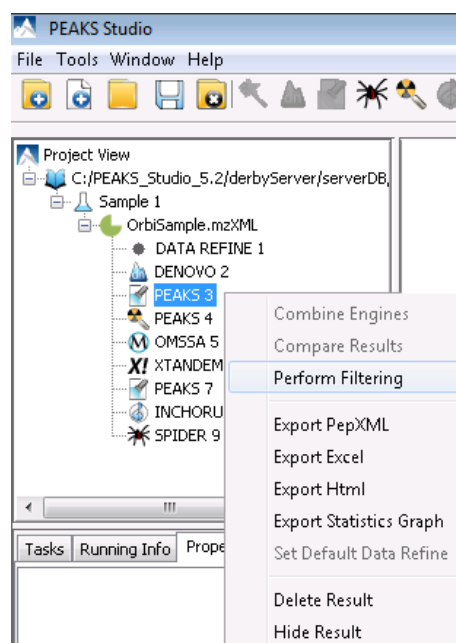 PEAKS Studio
File Tools Window Help
Project View
C:/PEAKS_Studio_5.2/derbyServer/serverDB,
Sample 1
OrbiSample.mzXML
DATA REFINE 1
DENOVO 2
PEAKS 3
PEAKS 4
OMSSA 5
X! XTANDEM
PEAKS 7
INCHORU
SPIDER 9
Combine Engines
Compare Results
Perform Filtering
Export PepXML
Export Excel
Export Html
Export Statistics Graph
Set Default Data Refine
Delete Result
Hide Result
Tasks Running Info Prope